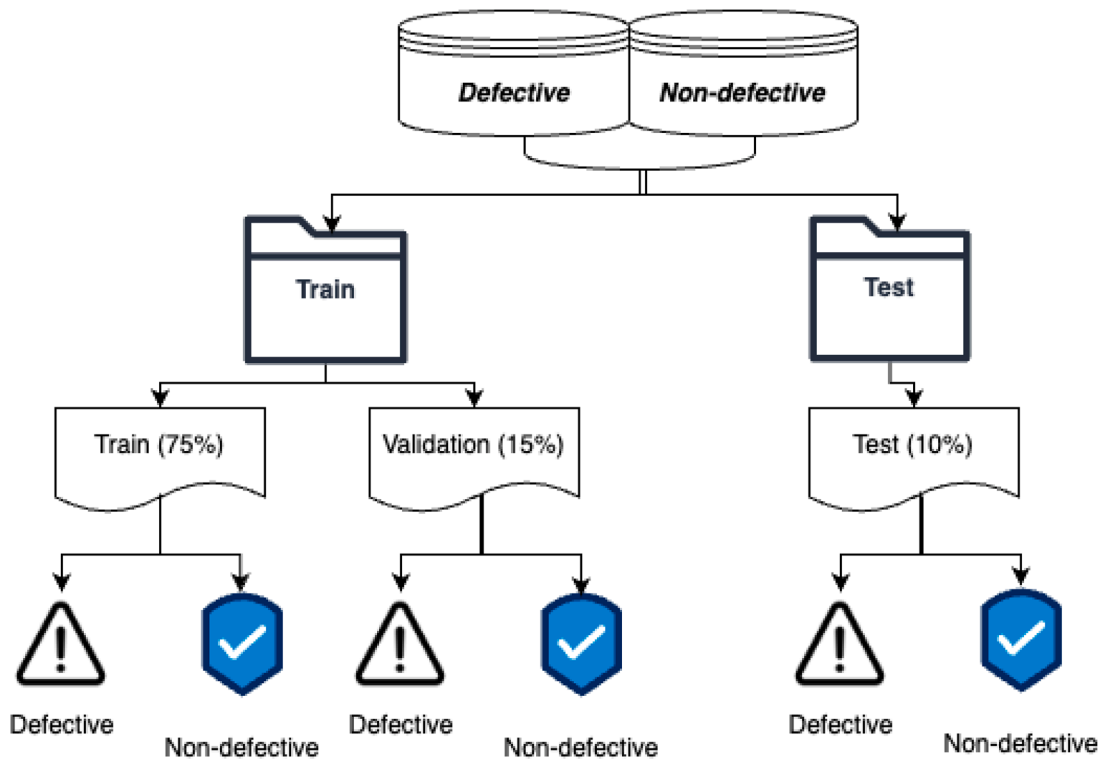 Defective
Non-defective
Train
Test
Train (75%)
Validation (15%)
Test (10%)
Defective
Non-defective
Defective
Non-defective
Defective
Non-defective